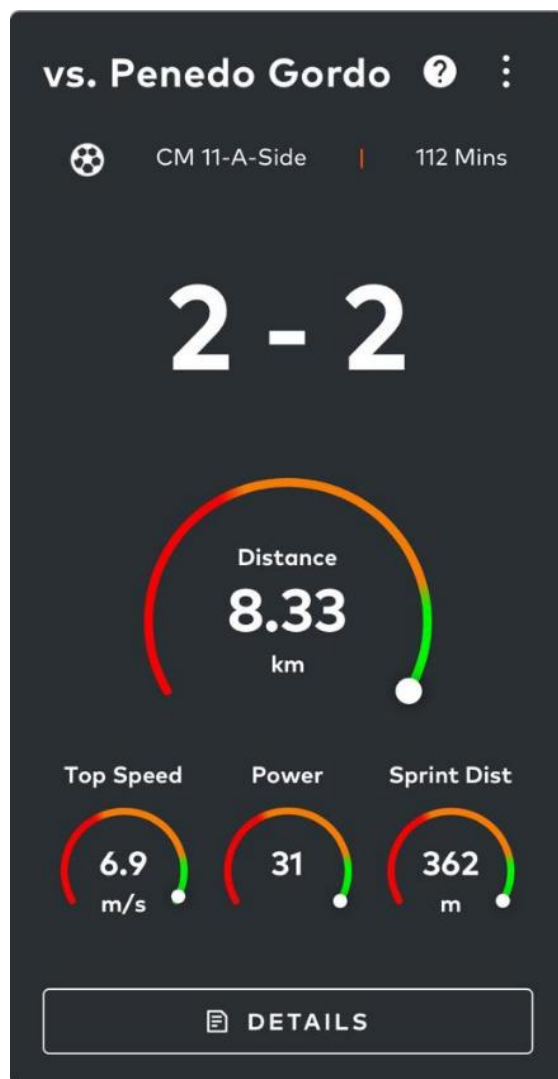 vs. Penedo Gordo ?
CM 11-A-Side | 112 Mins
2 - 2
Distance
8.33
km
Top Speed Power Sprint Dist
6.9 31 362
m/s m
DETAILS